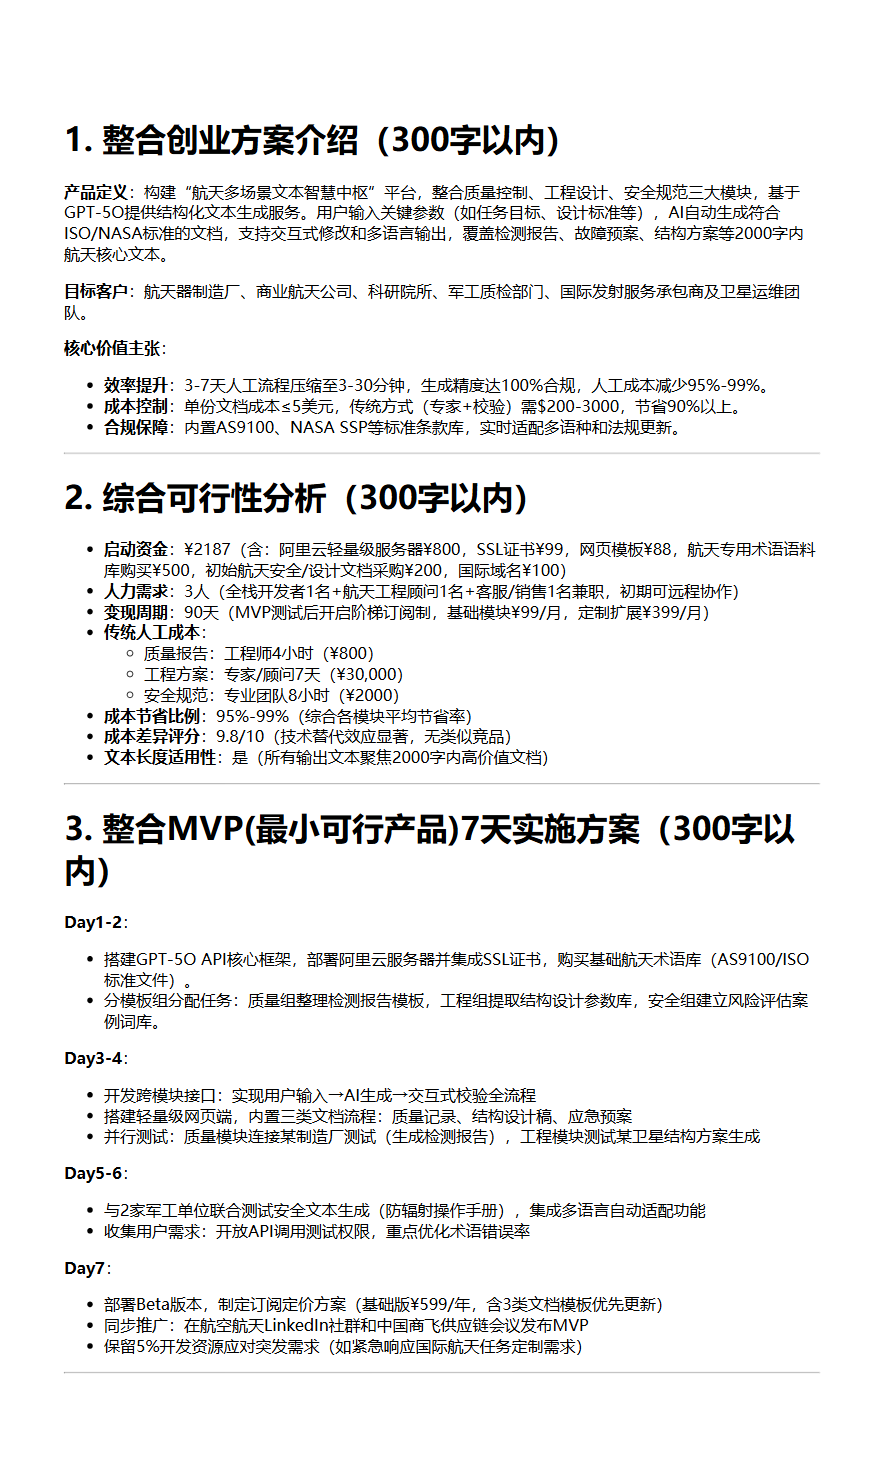 1. 整合创业方案介绍（300字以内）
产品定义：构建“航天多场景文本智慧中枢”平台，整合质量控制、工程设计、安全规范三大模块，基于
GPT-5O提供结构化文本生成服务。用户输入关键参数（如任务目标、设计标准等），AI自动生成符合
ISO/NASA标准的文档，支持交互式修改和多语言输出，覆盖检测报告、故障预案、结构方案等2000字内
航天核心文本。
目标客户：航天器制造厂、商业航天公司、科研院所、军工质检部门、国际发射服务承包商及卫星运维团
队。
核心价值主张：
• 效率提升：3-7天人工流程压缩至3-30分钟，生成精度达100%合规，人工成本减少95%-99%。
• 成本控制：单份文档成本≤5美元，传统方式（专家+校验）需$200-3000，节省90%以上。
• 合规保障：内置AS9100、NASA SSP等标准条款库，实时适配多语种和法规更新。
2. 综合可行性分析（300字以内）
• 启动资金：¥2187（含：阿里云轻量级服务器¥800，SSL证书¥99，网页模板¥88，航天专用术语语料
库购买¥500，初始航天安全/设计文档采购¥200，国际域名¥100）
• 人力需求：3人（全栈开发者1名+航天工程顾问1名+客服/销售1名兼职，初期可远程协作）
• 变现周期：90天（MVP测试后开启阶梯订阅制，基础模块¥99/月，定制扩展¥399/月）
• 传统人工成本：
◦ 质量报告：工程师4小时（¥800）
◦ 工程方案：专家/顾问7天（¥30,000）
◦ 安全规范：专业团队8小时（¥2000）
• 成本节省比例：95%-99%（综合各模块平均节省率）
• 成本差异评分：9.8/10（技术替代效应显著，无类似竞品）
• 文本长度适用性：是（所有输出文本聚焦2000字内高价值文档）
3. 整合MVP(最小可行产品)7天实施方案（300字以
内）
Day1-2：
• 搭建GPT-5O API核心框架，部署阿里云服务器并集成SSL证书，购买基础航天术语库（AS9100/ISO
标准文件）。
• 分模板组分配任务：质量组整理检测报告模板，工程组提取结构设计参数库，安全组建立风险评估案
例词库。
Day3-4：
• 开发跨模块接口：实现用户输入→AI生成→交互式校验全流程
• 搭建轻量级网页端，内置三类文档流程：质量记录、结构设计稿、应急预案
• 并行测试：质量模块连接某制造厂测试（生成检测报告），工程模块测试某卫星结构方案生成
Day5-6：
• 与2家军工单位联合测试安全文本生成（防辐射操作手册），集成多语言自动适配功能
• 收集用户需求：开放API调用测试权限，重点优化术语错误率
Day7：
• 部署Beta版本，制定订阅定价方案（基础版¥599/年，含3类文档模板优先更新）
• 同步推广：在航空航天LinkedIn社群和中国商飞供应链会议发布MVP
• 保留5%开发资源应对突发需求（如紧急响应国际航天任务定制需求）